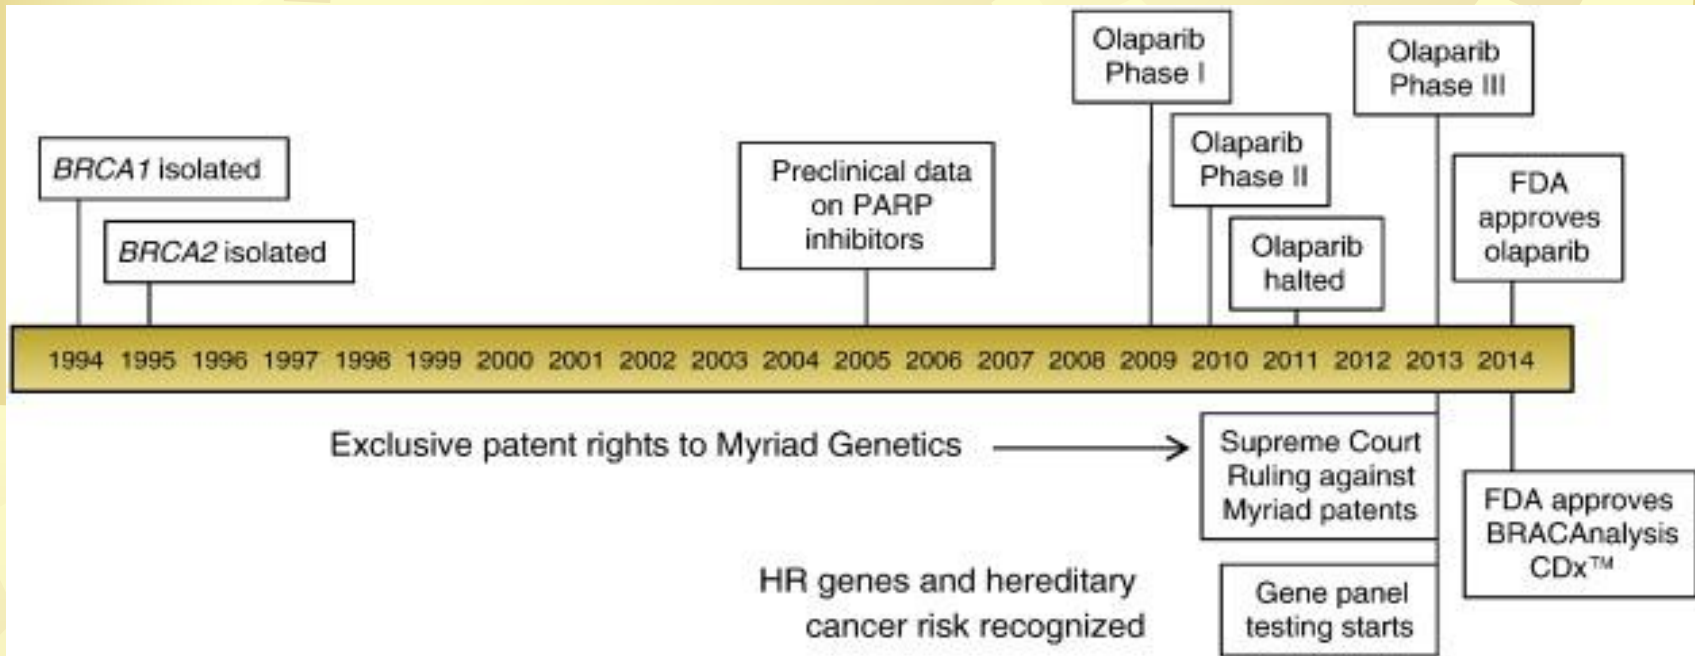 Olaparib
Phase I
Olaparib
Phase III
BRCA1 isolated
Preclinical data
on PARP
inhibitors
Olaparib
Phase II
FDA
approves
olaparib
BRCA2 isolated
Olaparib
halted
1994 1995 1996 1997 1998 1999 2000 2001 2002 2003 2004 2005 2006 2007 2008 2009 2010 2011 2012 2013 2014
Exclusive patent rights to Myriad Genetics
Supreme Court
Ruling against
Myriad patents
FDA approves
BRACAnalysis
CDx™
HR genes and hereditary
cancer risk recognized
Gene panel
testing starts